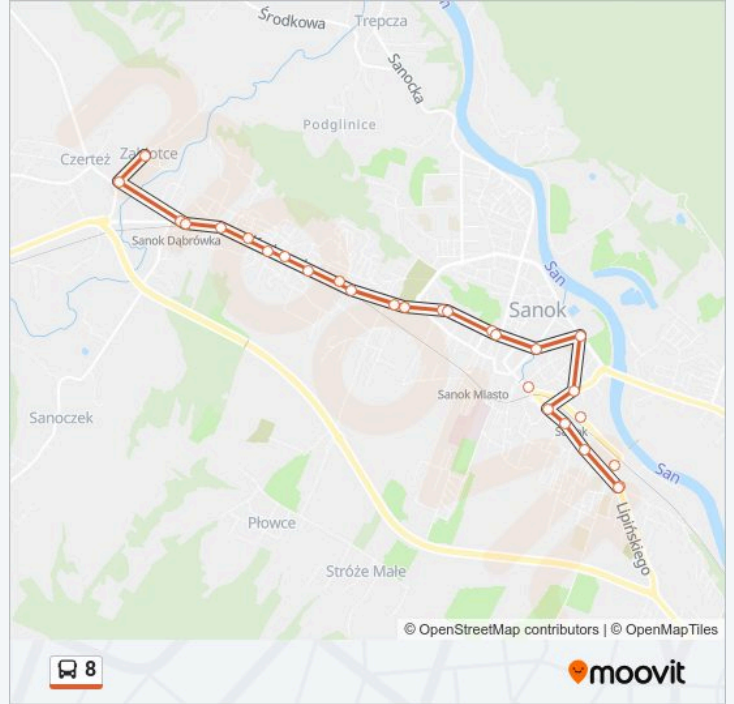 Środkowa
Trepcza
Sanocka
Podglinice
Czerteż
Sanok Dąbrówka
San
Sanok
Sanok Miasto
Sanoczek
San
Lipińskiego
Płowce
Stróże Małe
© OpenStreetMap contributors | © OpenMapTiles
8
moovit